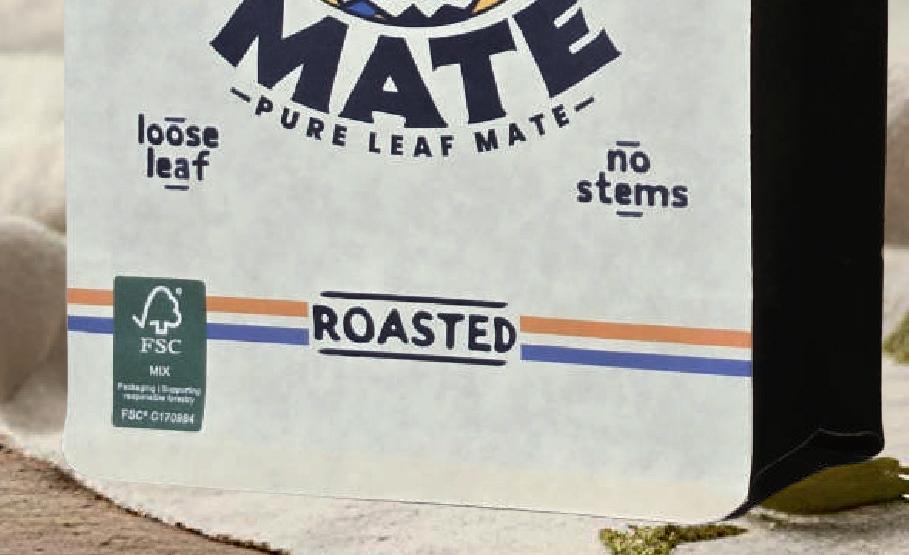 MATE
-PURE LEAF MATE-
loose
leaf
no
stems
ROASTED
FSC
MIX
Packaging | Supporting
responsible forestry
FSC® C170984